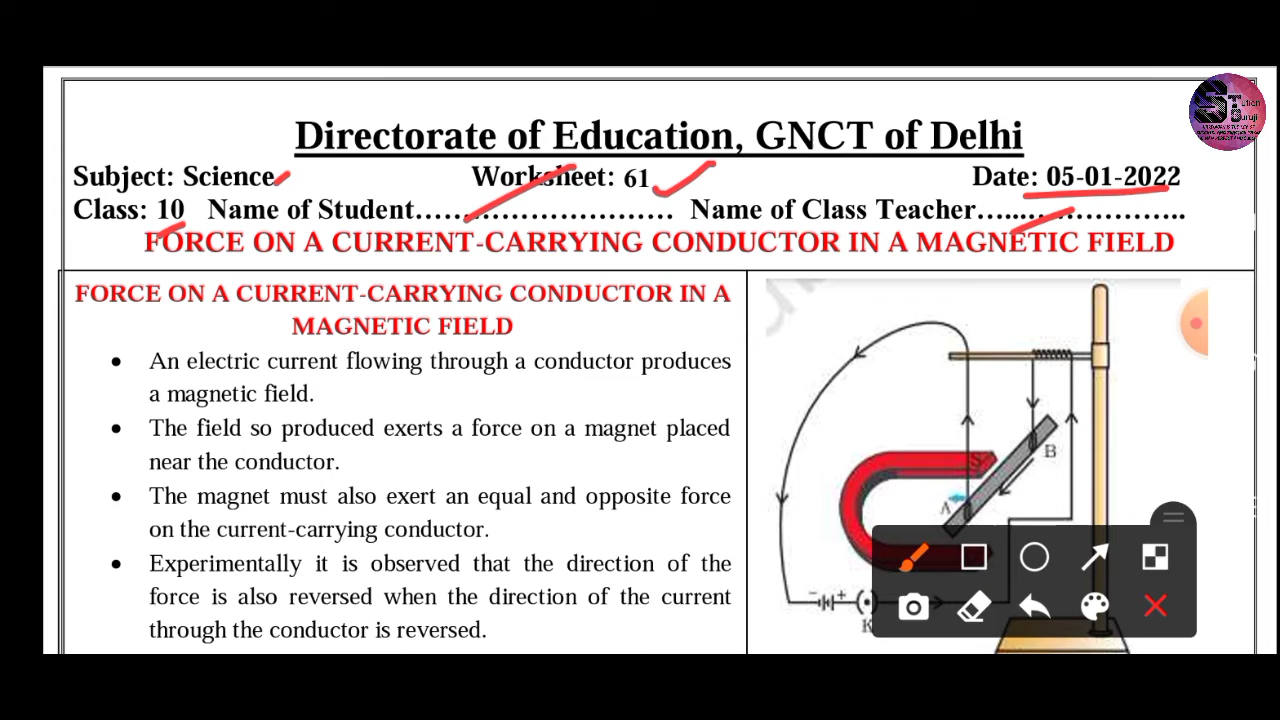 Directorate of Education, GNCT of Delhi
Subject: Science Worksheet: 61 Date: 05-01-2022
Class: 10 Name of Student…………………………. Name of Class Teacher…...……………..
FORCE ON A CURRENT-CARRYING CONDUCTOR IN A MAGNETIC FIELD
FORCE ON A CURRENT-CARRYING CONDUCTOR IN A
MAGNETIC FIELD
• An electric current flowing through a conductor produces
a magnetic field.
• The field so produced exerts a force on a magnet placed
near the conductor.
• The magnet must also exert an equal and opposite force
on the current-carrying conductor.
• Experimentally it is observed that the direction of the
force is also reversed when the direction of the current
through the conductor is reversed.
S
B
A
− +
K